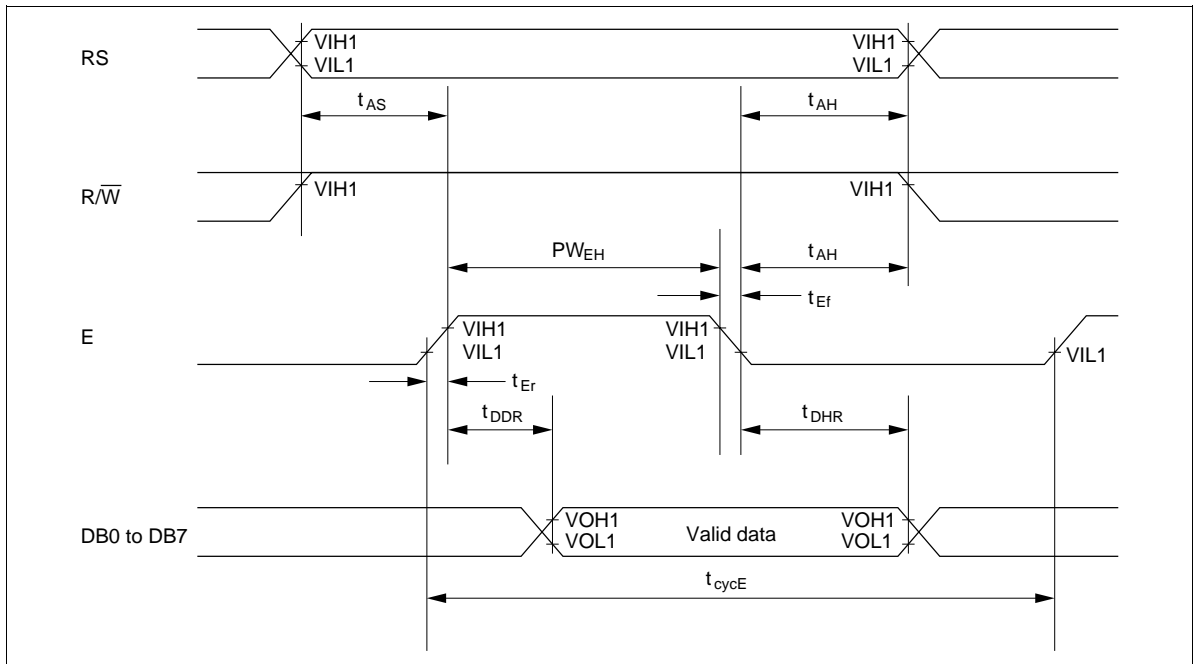 RS
VIH1
VIL1
VIH1
VIL1
tAS
tAH
R/W̅
VIH1
VIH1
PWEH
tAH
tEf
E
VIH1
VIL1
VIH1
VIL1
VIL1
tEr
tDDR
tDHR
DB0 to DB7
VOH1
VOL1
Valid data
VOH1
VOL1
tcycE